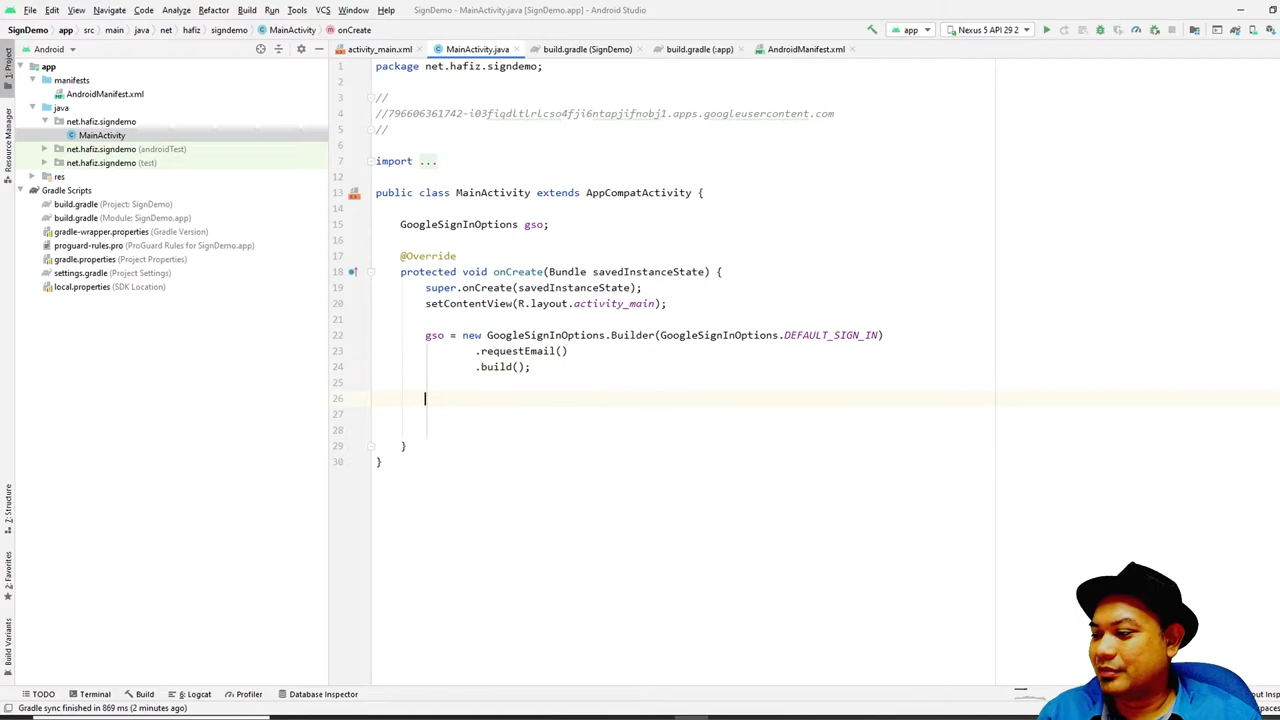 File Edit View Navigate Code Analyze Refactor Build Run Tools VCS Window Help SignDemo - MainActivity.java [SignDemo.app] - Android Studio
SignDemo app src main java net hafiz signdemo MainActivity onCreate app Nexus 5 API 29 2
Android activity_main.xml MainActivity.java build.gradle (SignDemo) build.gradle (:app) AndroidManifest.xml
1: Project
Resource Manager
Z: Structure
2: Favorites
Build Variants
app
manifests
AndroidManifest.xml
java
net.hafiz.signdemo
MainActivity
net.hafiz.signdemo (androidTest)
net.hafiz.signdemo (test)
res
Gradle Scripts
build.gradle (Project: SignDemo)
build.gradle (Module: SignDemo.app)
gradle-wrapper.properties (Gradle Version)
proguard-rules.pro (ProGuard Rules for SignDemo.app)
gradle.properties (Project Properties)
settings.gradle (Project Settings)
local.properties (SDK Location)
1 package net.hafiz.signdemo;
2
3 //
4 //796606361742-i03fiqdltlrlcso4fji6ntapjifnobj1.apps.googleusercontent.com
5 //
6
7 import ...
12
13 public class MainActivity extends AppCompatActivity {
14
15 GoogleSignInOptions gso;
16
17 @Override
18 protected void onCreate(Bundle savedInstanceState) {
19 super.onCreate(savedInstanceState);
20 setContentView(R.layout.activity_main);
21
22 gso = new GoogleSignInOptions.Builder(GoogleSignInOptions.DEFAULT_SIGN_IN)
23 .requestEmail()
24 .build();
25
26
27
28
29 }
30 }
TODO Terminal Build 6: Logcat Profiler Database Inspector
Gradle sync finished in 869 ms (2 minutes ago)